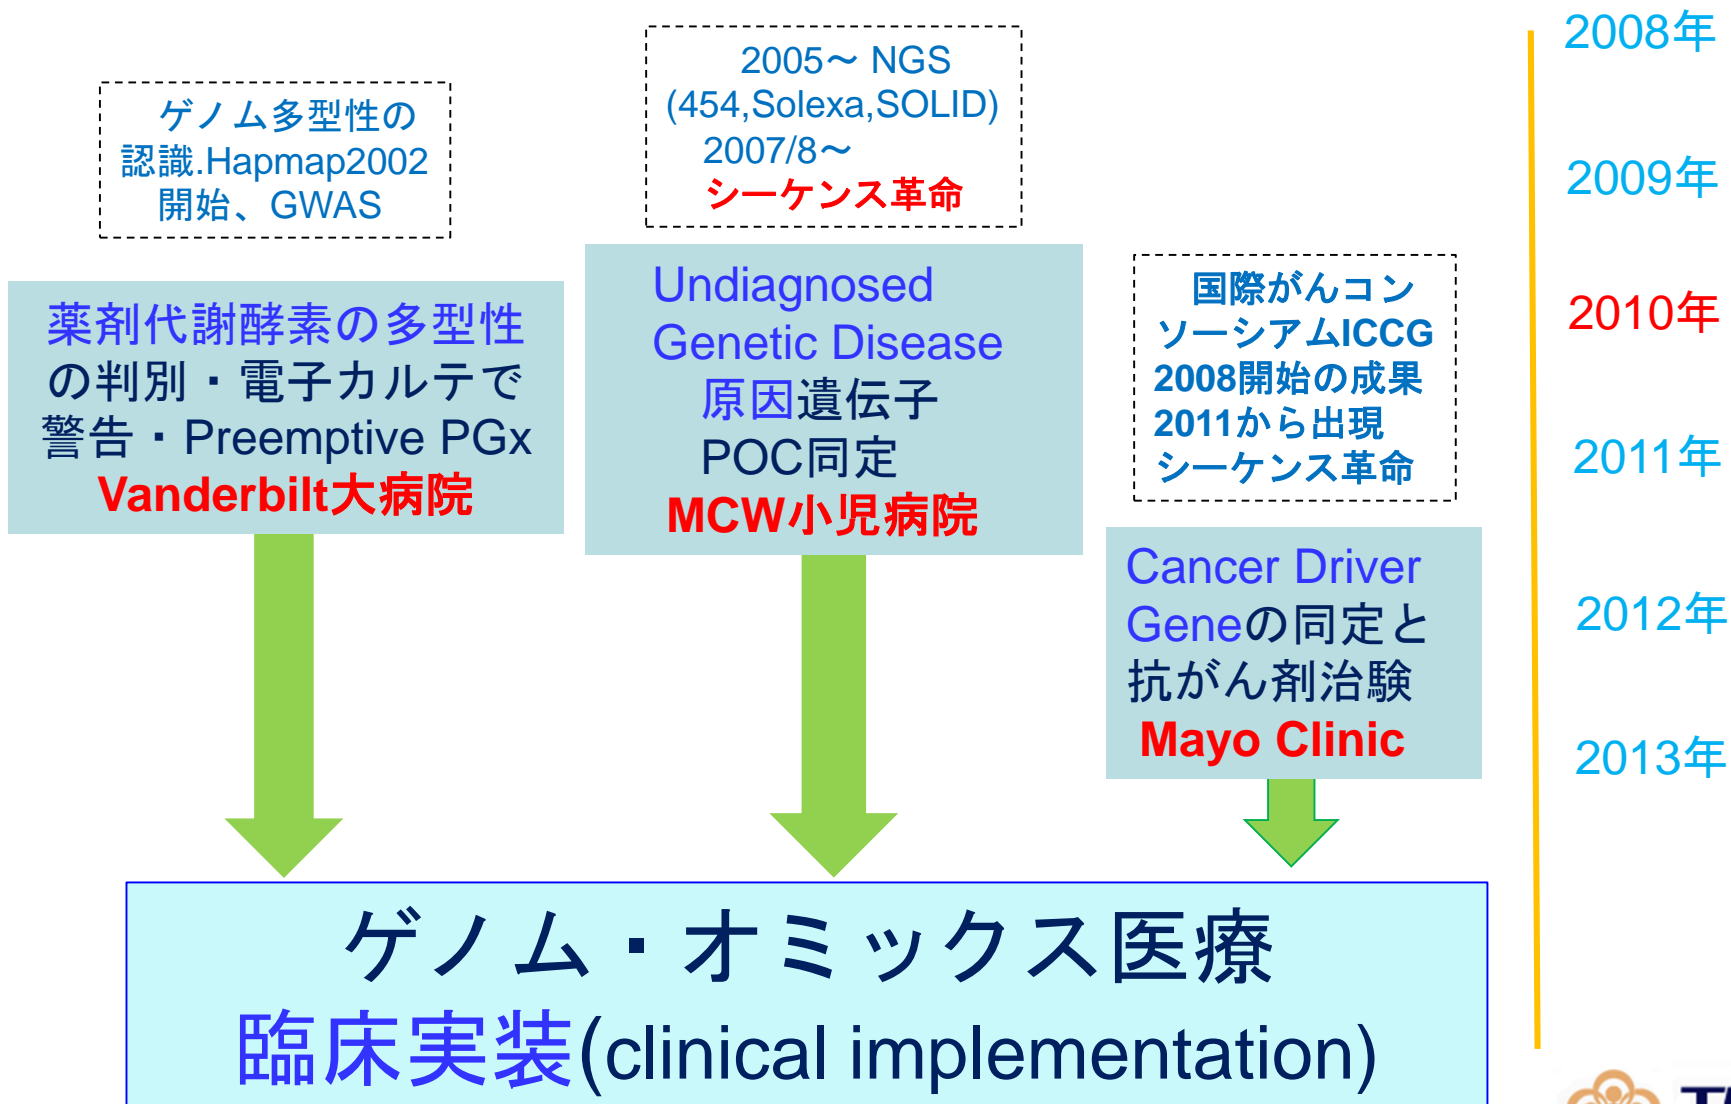 ゲノム多型性の
認識.Hapmap2002
開始、GWAS
薬剤代謝酵素の多型性
の判別・電子カルテで
警告・Preemptive PGx
Vanderbilt大病院
2005～ NGS
(454,Solexa,SOLID)
2007/8～
シーケンス革命
Undiagnosed
Genetic Disease
原因遺伝子
POC同定
MCW小児病院
国際がんコン
ソーシアムICCG
2008開始の成果
2011から出現
シーケンス革命
Cancer Driver
Geneの同定と
抗がん剤治験
Mayo Clinic
2008年
2009年
2010年
2011年
2012年
2013年
ゲノム・オミックス医療
臨床実装(clinical implementation)